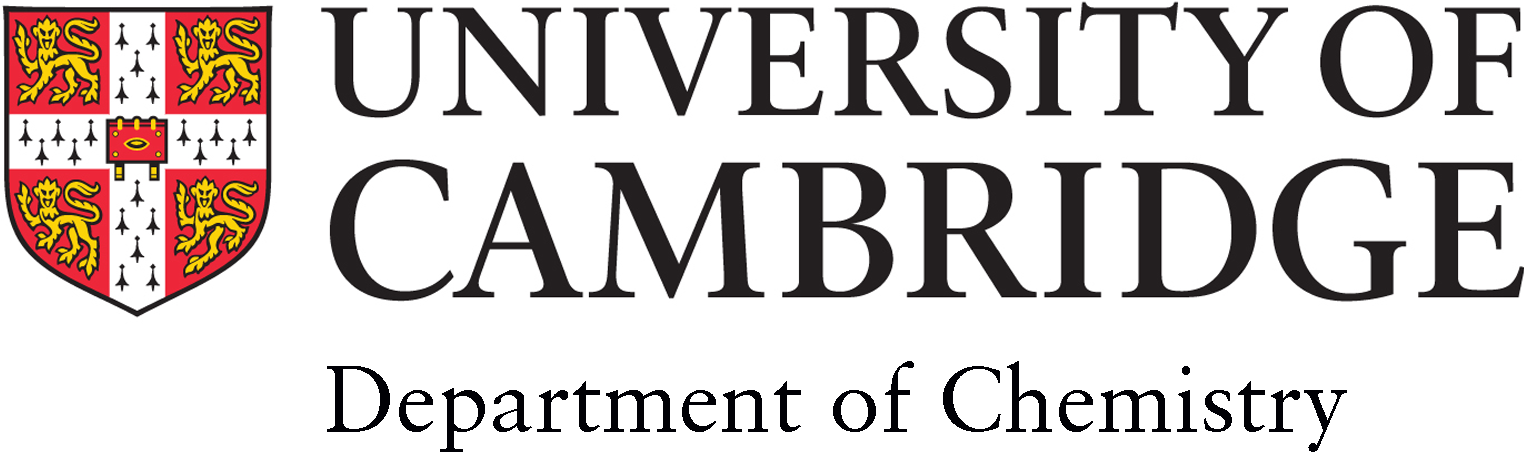 UNIVERSITY OF
CAMBRIDGE
Department of Chemistry